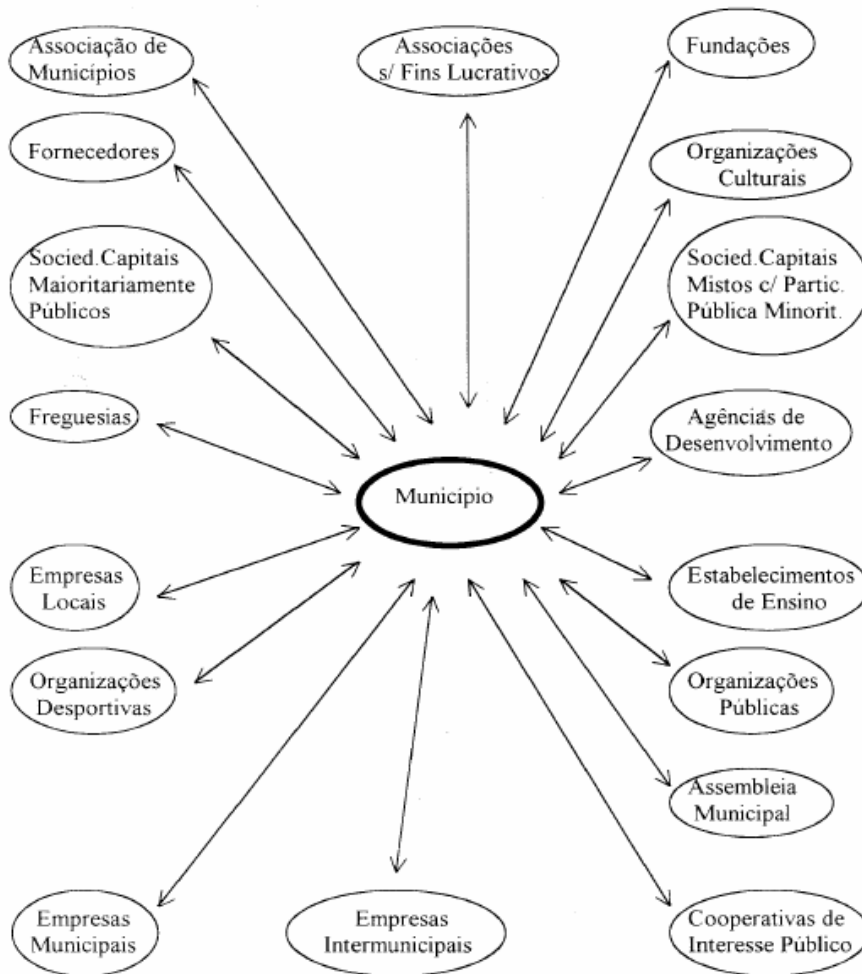 Associação de
Municípios
Associações
s/ Fins Lucrativos
Fundações
Fornecedores
Organizações
Culturais
Socied.Capitais
Maioritariamente
Públicos
Socied.Capitais
Mistos c/ Partic.
Pública Minorit.
Freguesias
Agências de
Desenvolvimento
Município
Empresas
Locais
Estabelecimentos
de Ensino
Organizações
Desportivas
Organizações
Públicas
Assembleia
Municipal
Empresas
Municipais
Empresas
Intermunicipais
Cooperativas de
Interesse Público